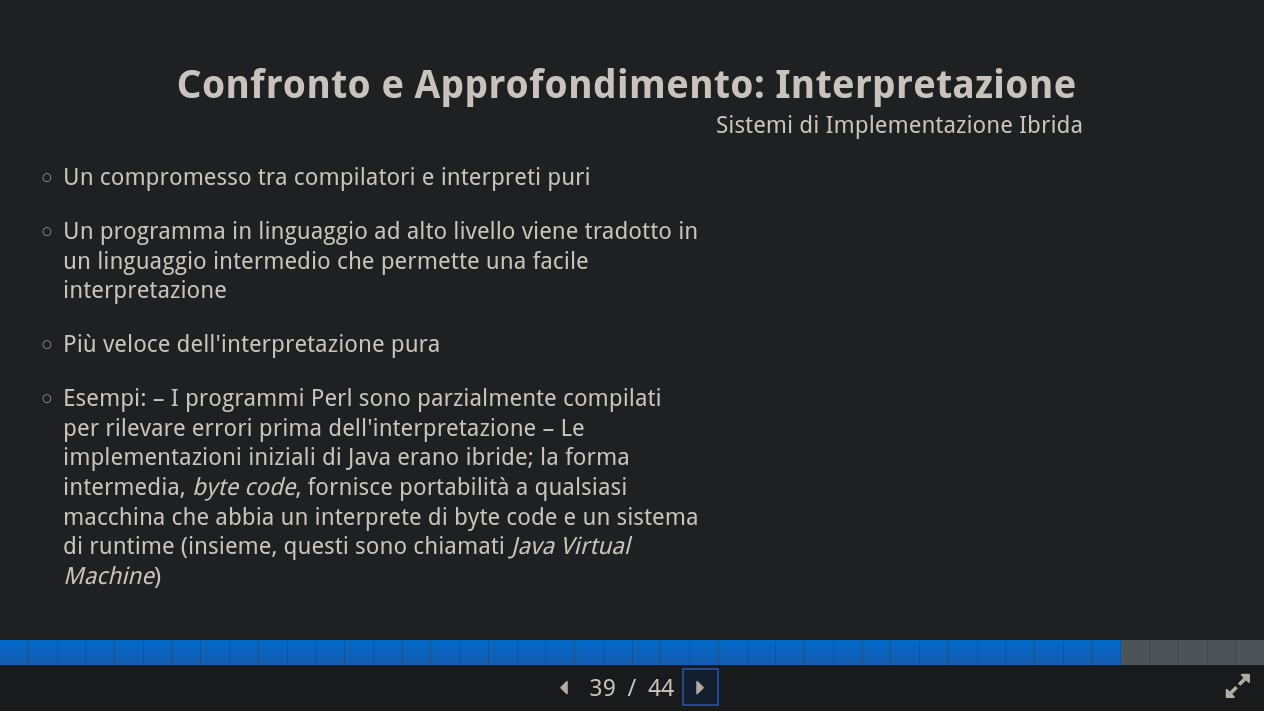 Confronto e Approfondimento: Interpretazione
Sistemi di Implementazione Ibrida
Un compromesso tra compilatori e interpreti puri
Un programma in linguaggio ad alto livello viene tradotto in
un linguaggio intermedio che permette una facile
interpretazione
Più veloce dell'interpretazione pura
Esempi: – I programmi Perl sono parzialmente compilati
per rilevare errori prima dell'interpretazione – Le
implementazioni iniziali di Java erano ibride; la forma
intermedia, byte code, fornisce portabilità a qualsiasi
macchina che abbia un interprete di byte code e un sistema
di runtime (insieme, questi sono chiamati Java Virtual
Machine)
39 / 44